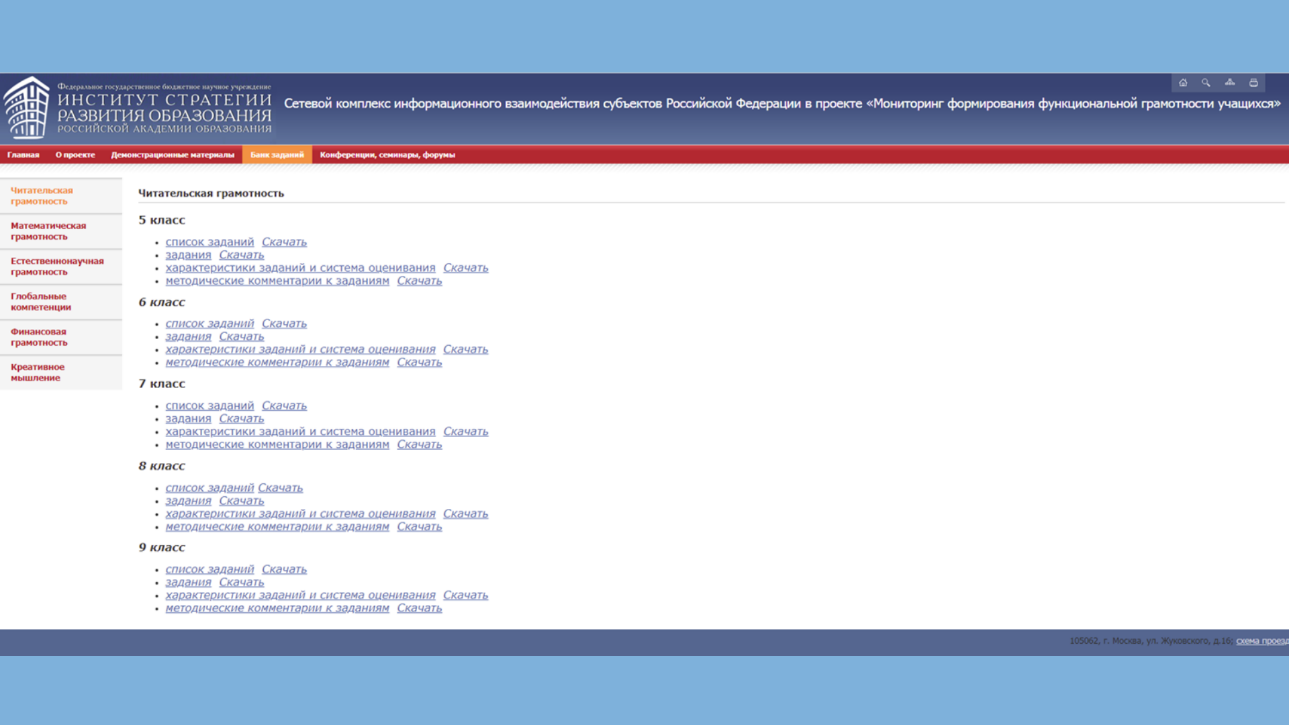 Федеральное государственное бюджетное научное учреждение
ИНСТИТУТ СТРАТЕГИИ
РАЗВИТИЯ ОБРАЗОВАНИЯ
РОССИЙСКОЙ АКАДЕМИИ ОБРАЗОВАНИЯ
Сетевой комплекс информационного взаимодействия субъектов Российской Федерации в проекте «Мониторинг формирования функциональной грамотности учащихся»
Главная О проекте Демонстрационные материалы Банк заданий Конференции, семинары, форумы
Читательская
грамотность
Математическая
грамотность
Естественнонаучная
грамотность
Глобальные
компетенции
Финансовая
грамотность
Креативное
мышление
Читательская грамотность
5 класс
• список заданий Скачать
• задания Скачать
• характеристики заданий и система оценивания Скачать
• методические комментарии к заданиям Скачать
6 класс
• список заданий Скачать
• задания Скачать
• характеристики заданий и система оценивания Скачать
• методические комментарии к заданиям Скачать
7 класс
• список заданий Скачать
• задания Скачать
• характеристики заданий и система оценивания Скачать
• методические комментарии к заданиям Скачать
8 класс
• список заданий Скачать
• задания Скачать
• характеристики заданий и система оценивания Скачать
• методические комментарии к заданиям Скачать
9 класс
• список заданий Скачать
• задания Скачать
• характеристики заданий и система оценивания Скачать
• методические комментарии к заданиям Скачать
105062, г. Москва, ул. Жуковского, д.16; схема проезд